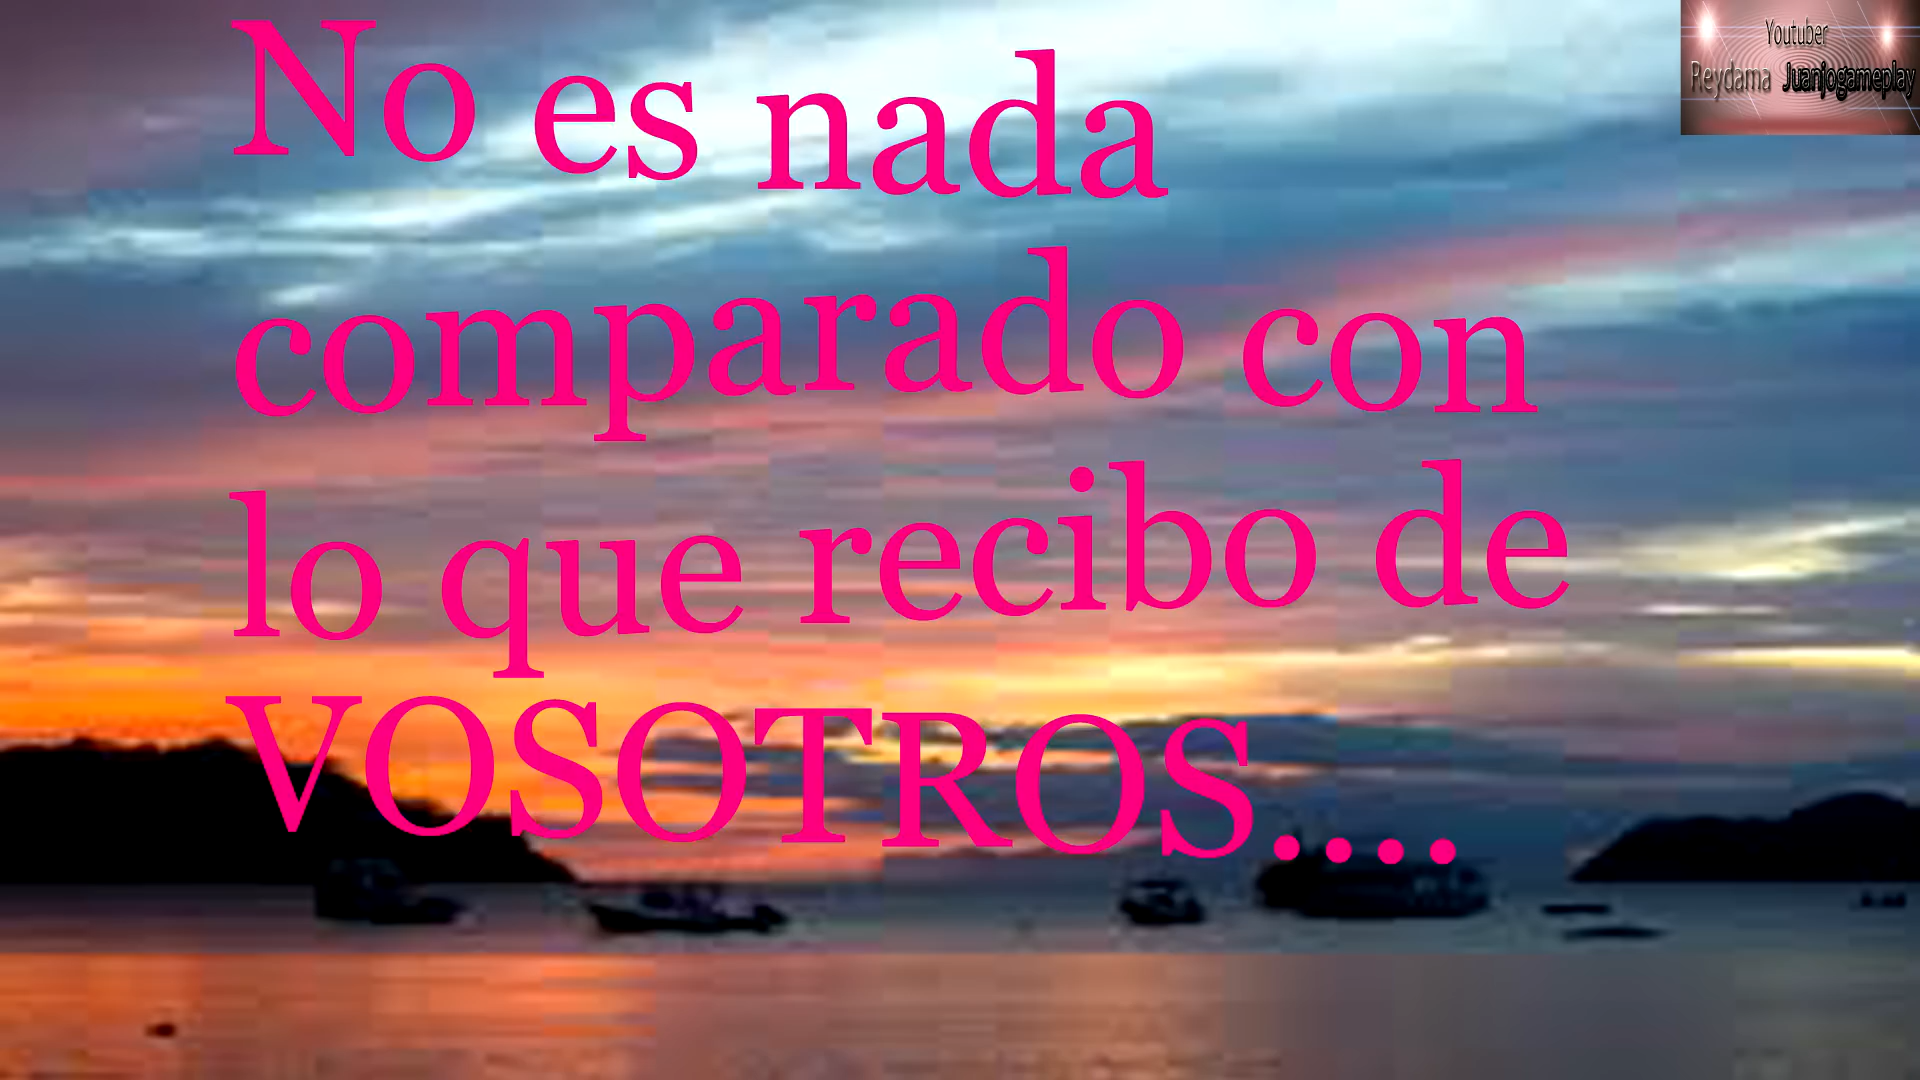 No es nada
comparado con
lo que recibo de
VOSOTROS....
Youtuber
Reydama Juanjogameplay